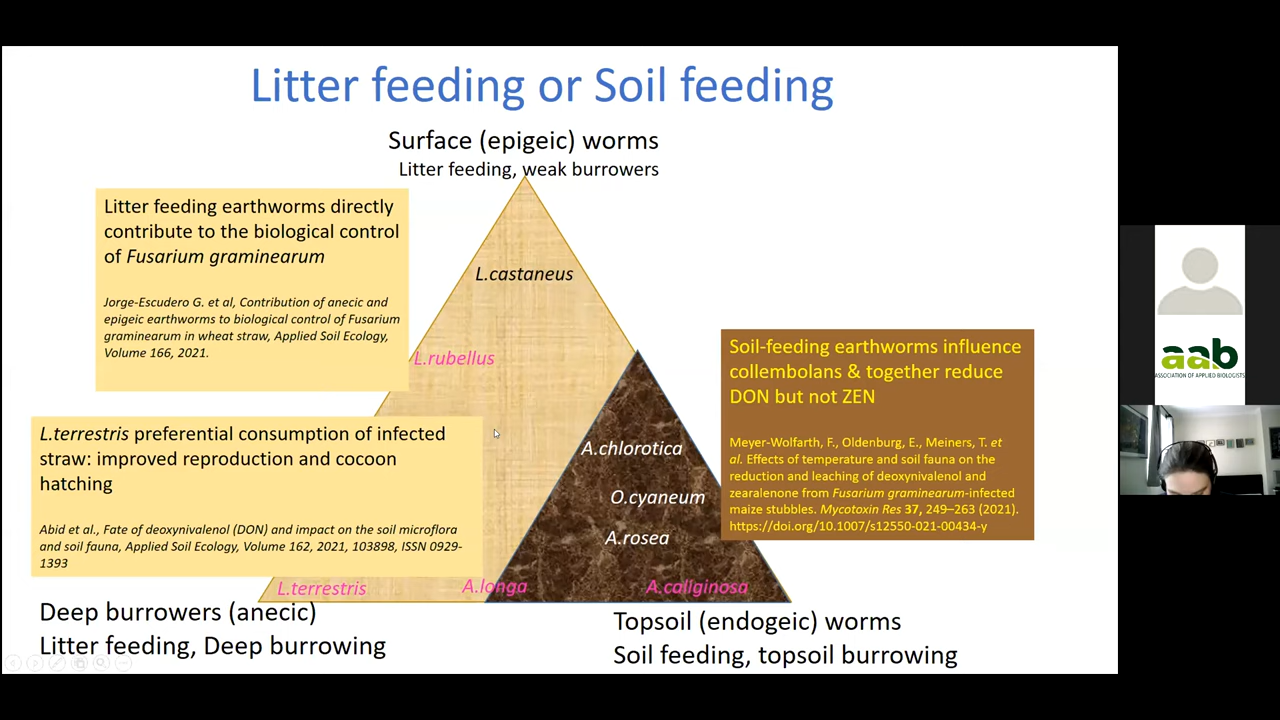 Litter feeding or Soil feeding
Surface (epigeic) worms
Litter feeding, weak burrowers
Litter feeding earthworms directly
contribute to the biological control
of Fusarium graminearum
Jorge-Escudero G. et al, Contribution of anecic and
epigeic earthworms to biological control of Fusarium
graminearum in wheat straw, Applied Soil Ecology,
Volume 166, 2021.
L.castaneus
L.rubellus
L.terrestris preferential consumption of infected
straw: improved reproduction and cocoon
hatching
Abid et al., Fate of deoxynivalenol (DON) and impact on the soil microflora
and soil fauna, Applied Soil Ecology, Volume 162, 2021, 103898, ISSN 0929-
1393
Soil-feeding earthworms influence
collembolans & together reduce
DON but not ZEN
Meyer-Wolfarth, F., Oldenburg, E., Meiners, T. et
al. Effects of temperature and soil fauna on the
reduction and leaching of deoxynivalenol and
zearalenone from Fusarium graminearum-infected
maize stubbles. Mycotoxin Res 37, 249–263 (2021).
https://doi.org/10.1007/s12550-021-00434-y
A.chlorotica
O.cyaneum
A.rosea
L.terrestris
A.longa
A.caliginosa
Deep burrowers (anecic)
Litter feeding, Deep burrowing
Topsoil (endogeic) worms
Soil feeding, topsoil burrowing
aab
ASSOCIATION OF APPLIED BIOLOGISTS